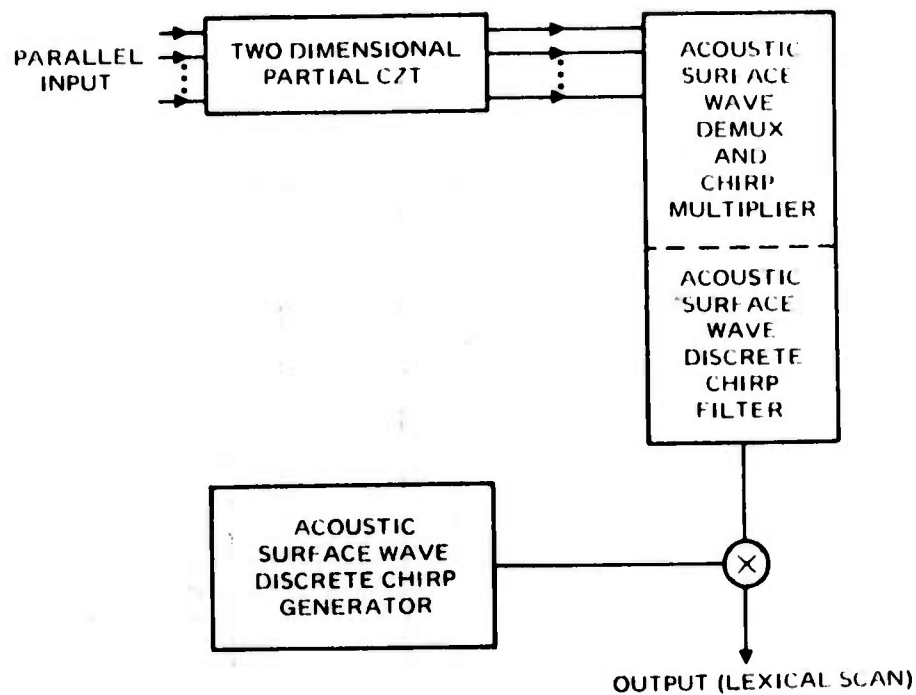 PARALLEL
INPUT
TWO DIMENSIONAL
PARTIAL CZT
ACOUSTIC
SURFACE
WAVE
DEMUX
AND
CHIRP
MULTIPLIER
ACOUSTIC
SURFACE
WAVE
DISCRETE
CHIRP
FILTER
ACOUSTIC
SURFACE WAVE
DISCRETE CHIRP
GENERATOR
×
OUTPUT (LEXICAL SCAN)